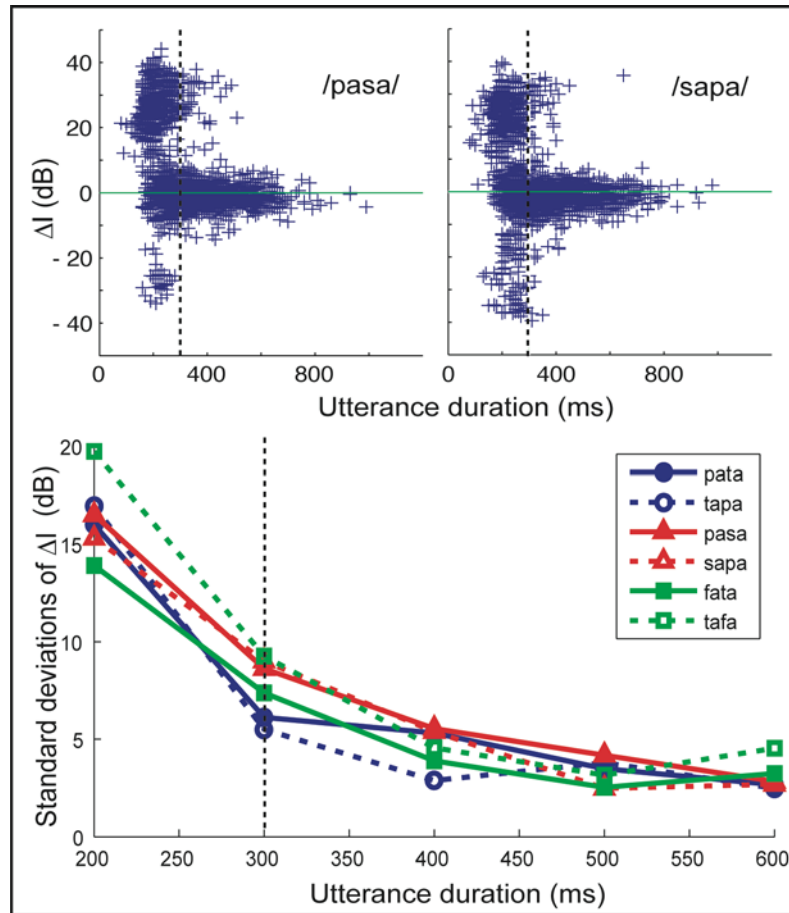 /pasa/
/sapa/
ΔI (dB)
40
20
0
- 20
- 40
0
400
800
0
400
800
Utterance duration (ms)
Standard deviations of ΔI (dB)
20
15
10
5
0
200
250
300
350
400
450
500
550
600
Utterance duration (ms)
pata
tapa
pasa
sapa
fata
tafa